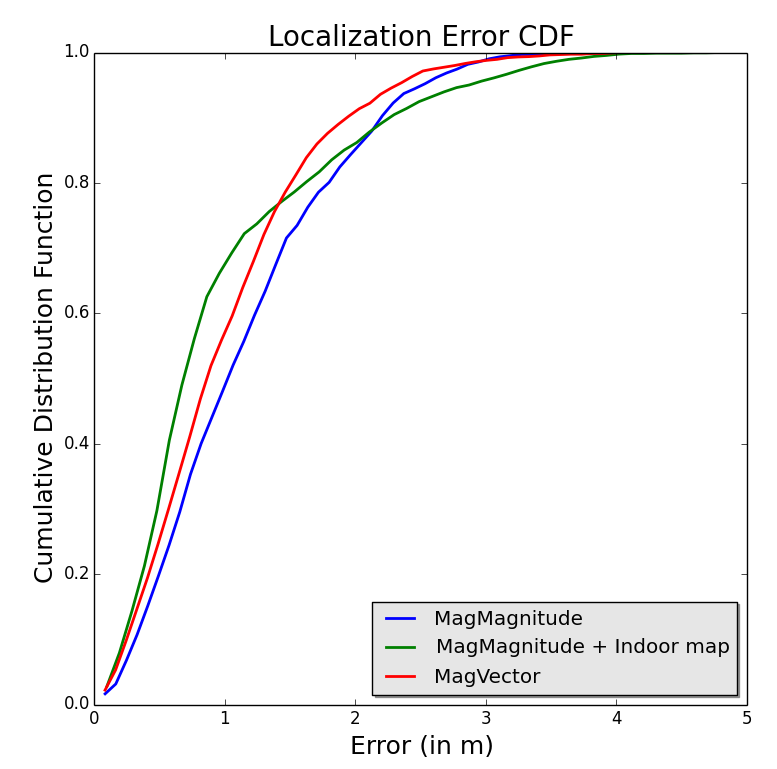 Localization Error CDF
Cumulative Distribution Function
1.0
0.8
0.6
0.4
0.2
0.0
MagMagnitude
MagMagnitude + Indoor map
MagVector
0 1 2 3 4 5
Error (in m)